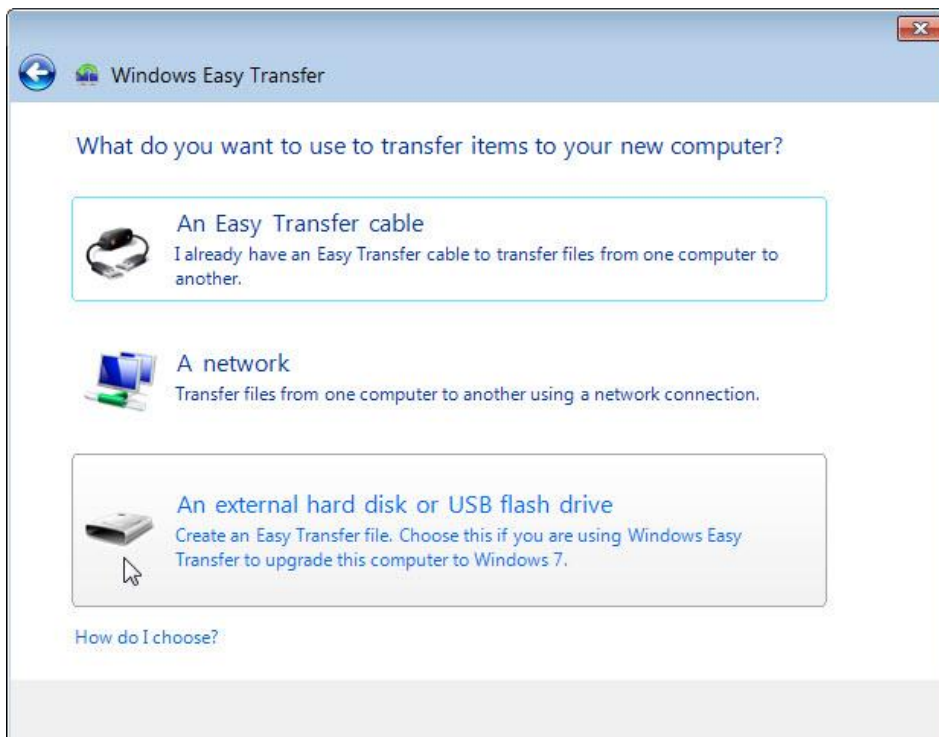 Windows Easy Transfer
What do you want to use to transfer items to your new computer?
An Easy Transfer cable
I already have an Easy Transfer cable to transfer files from one computer to
another.
A network
Transfer files from one computer to another using a network connection.
An external hard disk or USB flash drive
Create an Easy Transfer file. Choose this if you are using Windows Easy
Transfer to upgrade this computer to Windows 7.
How do I choose?